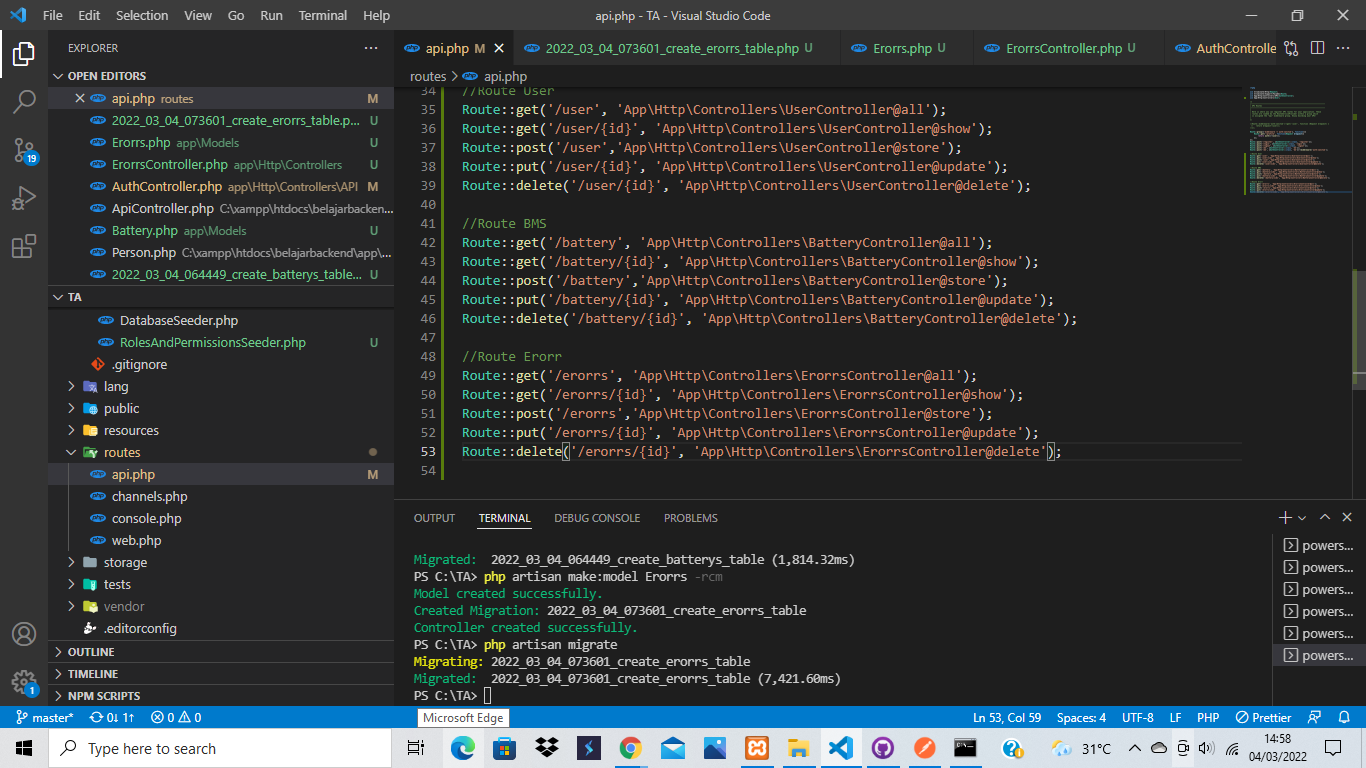 File Edit Selection View Go Run Terminal Help api.php - TA - Visual Studio Code
EXPLORER
OPEN EDITORS
api.php routes M
2022_03_04_073601_create_erorrs_table.p... U
Erorrs.php app\Models U
ErorrsController.php app\Http\Controllers U
AuthController.php app\Http\Controllers\API M
ApiController.php C:\xampp\htdocs\belajarbackend...
Battery.php app\Models U
Person.php C:\xampp\htdocs\belajarbackend\app\...
2022_03_04_064449_create_batterys_table... U
TA
DatabaseSeeder.php
RolesAndPermissionsSeeder.php U
.gitignore
lang
public
resources
routes
api.php M
channels.php
console.php
web.php
storage
tests
vendor
.editorconfig
OUTLINE
TIMELINE
NPM SCRIPTS
19
1
api.php M 2022_03_04_073601_create_erorrs_table.php U Erorrs.php U ErorrsController.php U AuthControlle
routes > api.php
34 //Route User
35 Route::get('/user', 'App\Http\Controllers\UserController@all');
36 Route::get('/user/{id}', 'App\Http\Controllers\UserController@show');
37 Route::post('/user','App\Http\Controllers\UserController@store');
38 Route::put('/user/{id}', 'App\Http\Controllers\UserController@update');
39 Route::delete('/user/{id}', 'App\Http\Controllers\UserController@delete');
40
41 //Route BMS
42 Route::get('/battery', 'App\Http\Controllers\BatteryController@all');
43 Route::get('/battery/{id}', 'App\Http\Controllers\BatteryController@show');
44 Route::post('/battery','App\Http\Controllers\BatteryController@store');
45 Route::put('/battery/{id}', 'App\Http\Controllers\BatteryController@update');
46 Route::delete('/battery/{id}', 'App\Http\Controllers\BatteryController@delete');
47
48 //Route Erorr
49 Route::get('/erorrs', 'App\Http\Controllers\ErorrsController@all');
50 Route::get('/erorrs/{id}', 'App\Http\Controllers\ErorrsController@show');
51 Route::post('/erorrs','App\Http\Controllers\ErorrsController@store');
52 Route::put('/erorrs/{id}', 'App\Http\Controllers\ErorrsController@update');
53 Route::delete('/erorrs/{id}', 'App\Http\Controllers\ErorrsController@delete');
54
OUTPUT TERMINAL DEBUG CONSOLE PROBLEMS
Migrated: 2022_03_04_064449_create_batterys_table (1,814.32ms)
PS C:\TA> php artisan make:model Erorrs -rcm
Model created successfully.
Created Migration: 2022_03_04_073601_create_erorrs_table
Controller created successfully.
PS C:\TA> php artisan migrate
Migrating: 2022_03_04_073601_create_erorrs_table
Migrated: 2022_03_04_073601_create_erorrs_table (7,421.60ms)
PS C:\TA>
powers...
powers...
powers...
powers...
powers...
powers...
master* 0↓ 1↑ 0 0 Ln 53, Col 59 Spaces: 4 UTF-8 LF PHP Prettier
Microsoft Edge
Type here to search
31°C
14:58
04/03/2022